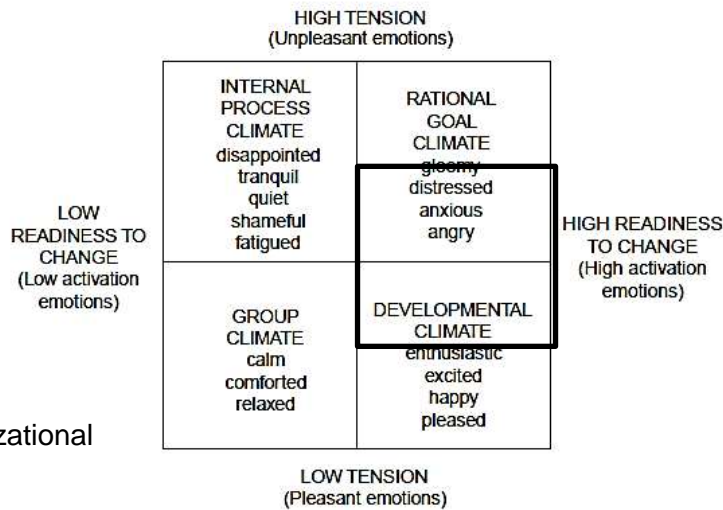 HIGH TENSION
(Unpleasant emotions)
INTERNAL
PROCESS
CLIMATE
disappointed
tranquil
quiet
shameful
fatigued
RATIONAL
GOAL
CLIMATE
gloomy
distressed
anxious
angry
LOW
READINESS TO
CHANGE
(Low activation
emotions)
HIGH READINESS
TO CHANGE
(High activation
emotions)
GROUP
CLIMATE
calm
comforted
relaxed
DEVELOPMENTAL
CLIMATE
enthusiastic
excited
happy
pleased
zational
LOW TENSION
(Pleasant emotions)